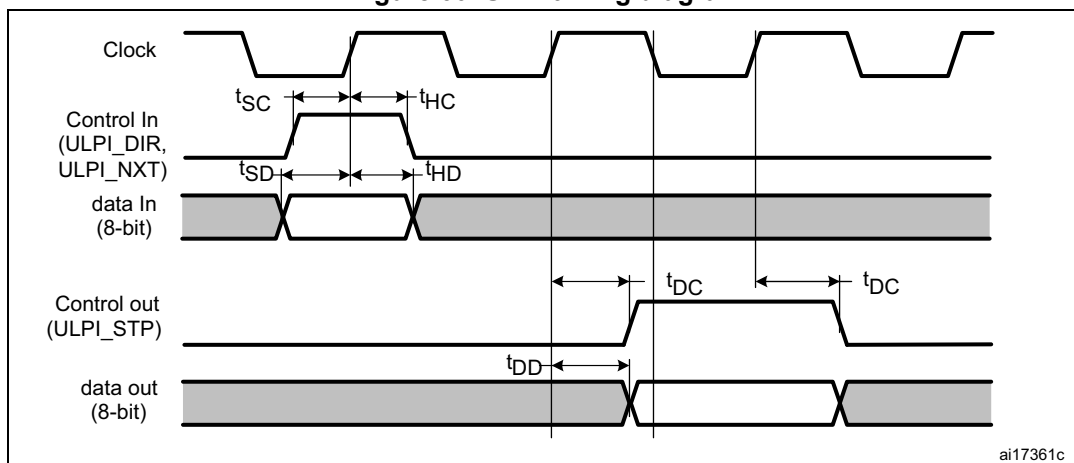 Clock
tSC
tHC
Control In
(ULPI_DIR,
ULPI_NXT)
tSD
tHD
data In
(8-bit)
tDC
tDC
Control out
(ULPI_STP)
tDD
data out
(8-bit)
ai17361c